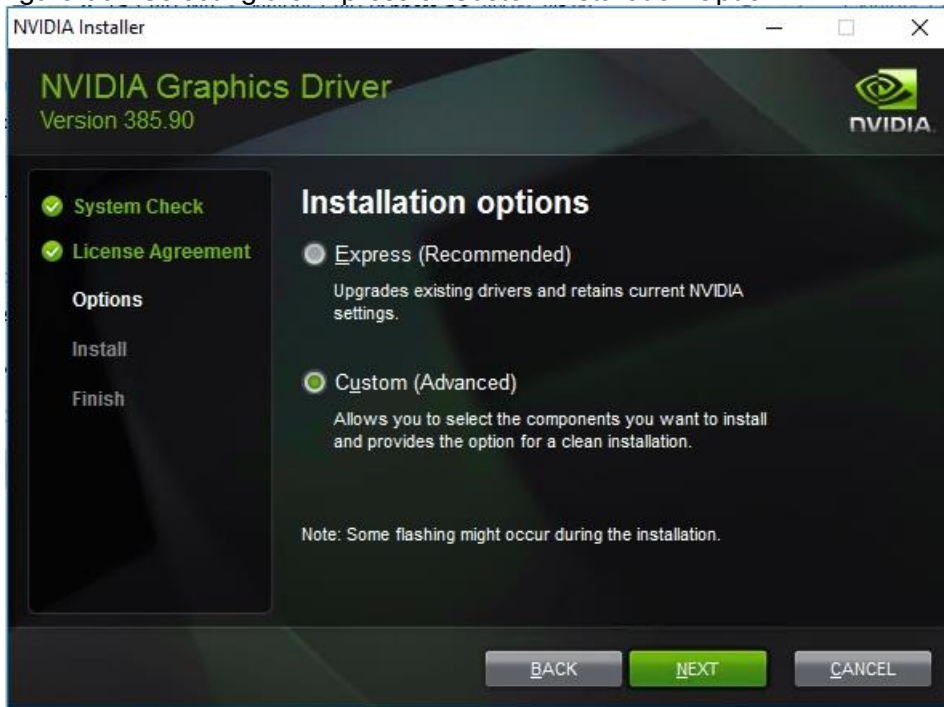 NVIDIA Installer
NVIDIA Graphics Driver
Version 385.90
NVIDIA.
System Check
License Agreement
Options
Install
Finish
Installation options
Express (Recommended)
Upgrades existing drivers and retains current NVIDIA
settings.
Custom (Advanced)
Allows you to select the components you want to install
and provides the option for a clean installation.
Note: Some flashing might occur during the installation.
BACK
NEXT
CANCEL